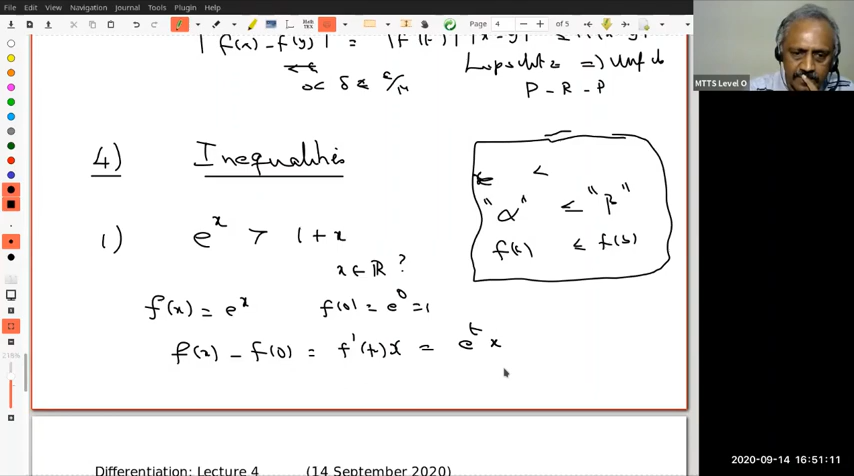 File Edit View Navigation Journal Tools Plugin Help
Page 4 of 5
| f(x) - f(y) | = | f'(t) | | x-y |
=> Unif
P - R - P
MTTS Level O
4) Inequalities
<
"α" ≤ "β"
f(t) ≤ f(s)
1) e^x > 1 + x
x ∈ ℝ ?
f(x) = e^x f(0) = e^0 = 1
f(x) - f(0) = f'(t) x = e^t x
218%
2020-09-14 16:51:11
Differentiation: Lecture 4 (14 September 2020)